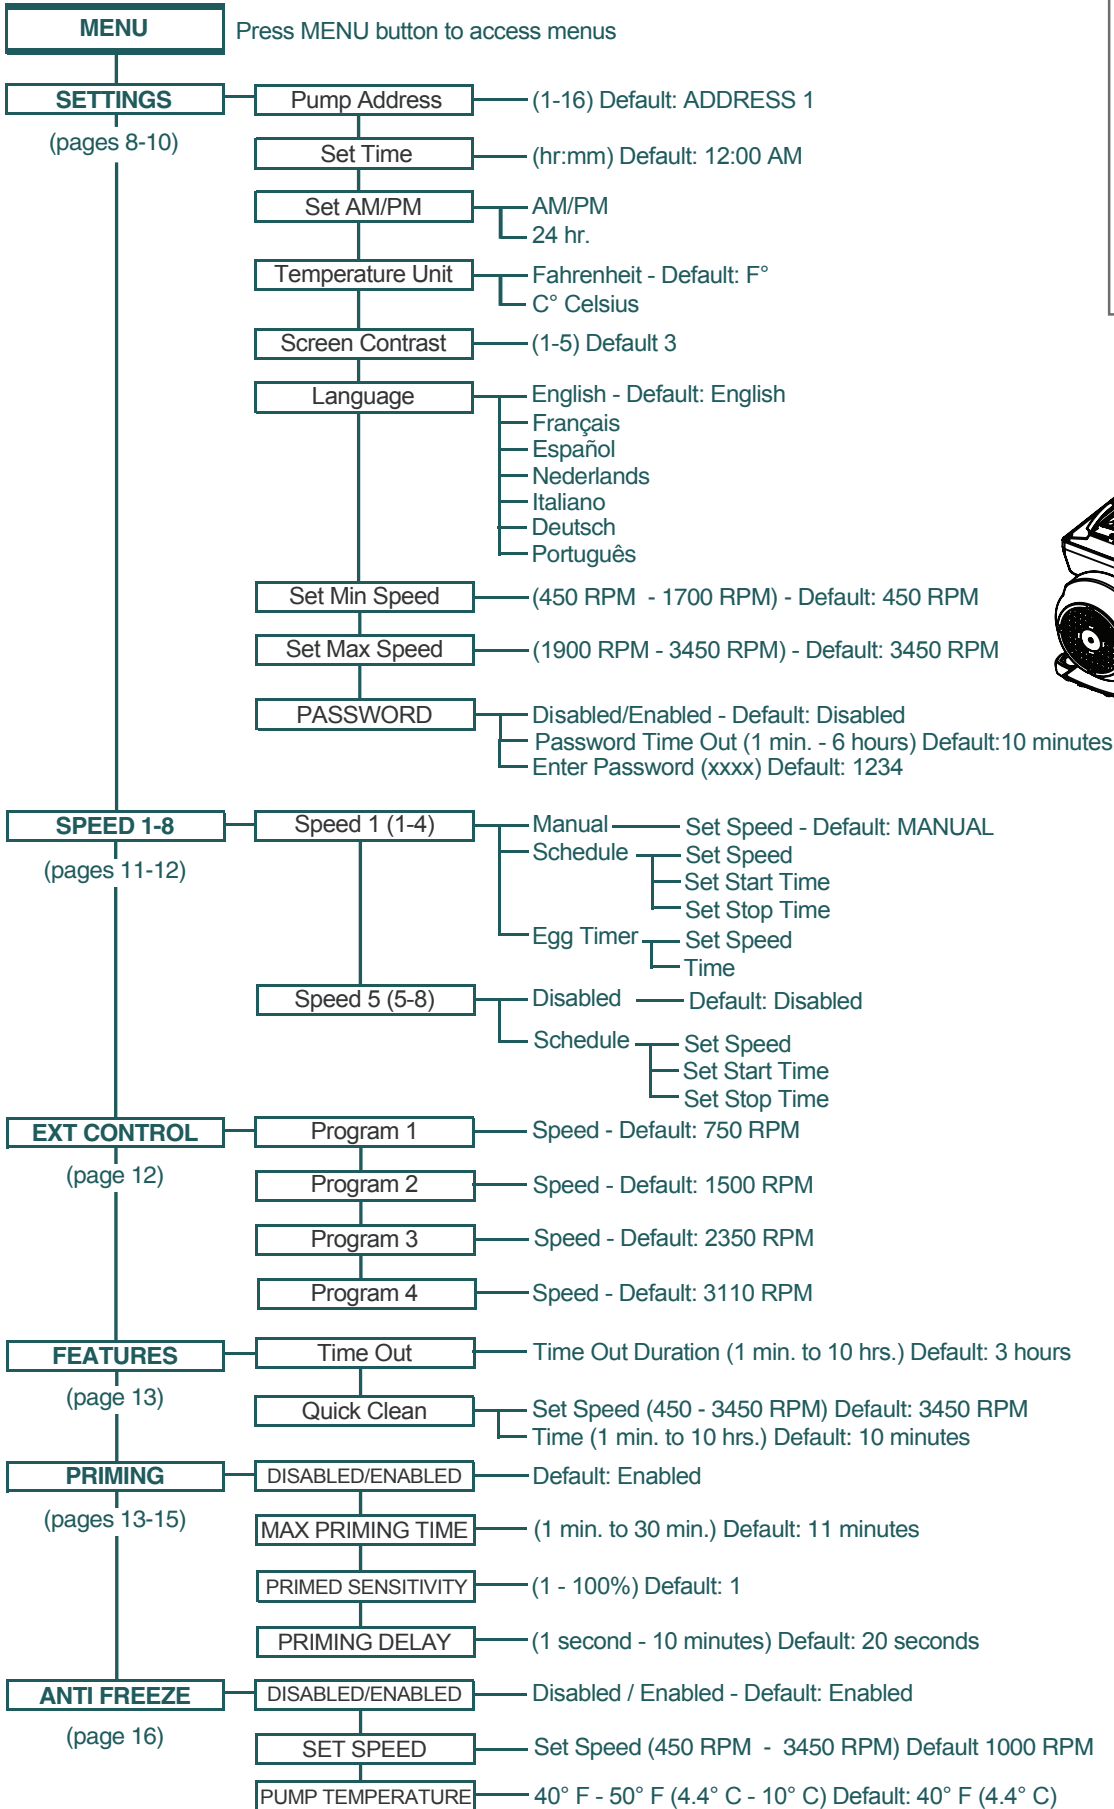 MENU Press MENU button to access menus
SETTINGS Pump Address (1-16) Default: ADDRESS 1
(pages 8-10)
Set Time (hr:mm) Default: 12:00 AM
Set AM/PM AM/PM
24 hr.
Temperature Unit Fahrenheit - Default: F°
C° Celsius
Screen Contrast (1-5) Default 3
Language English - Default: English
Français
Español
Nederlands
Italiano
Deutsch
Português
Set Min Speed (450 RPM - 1700 RPM) - Default: 450 RPM
Set Max Speed (1900 RPM - 3450 RPM) - Default: 3450 RPM
PASSWORD Disabled/Enabled - Default: Disabled
Password Time Out (1 min. - 6 hours) Default:10 minutes
Enter Password (xxxx) Default: 1234
SPEED 1-8 Speed 1 (1-4) Manual Set Speed - Default: MANUAL
(pages 11-12)
Schedule Set Speed
Set Start Time
Set Stop Time
Egg Timer Set Speed
Time
Speed 5 (5-8) Disabled Default: Disabled
Schedule Set Speed
Set Start Time
Set Stop Time
EXT CONTROL Program 1 Speed - Default: 750 RPM
(page 12)
Program 2 Speed - Default: 1500 RPM
Program 3 Speed - Default: 2350 RPM
Program 4 Speed - Default: 3110 RPM
FEATURES Time Out Time Out Duration (1 min. to 10 hrs.) Default: 3 hours
(page 13)
Quick Clean Set Speed (450 - 3450 RPM) Default: 3450 RPM
Time (1 min. to 10 hrs.) Default: 10 minutes
PRIMING DISABLED/ENABLED Default: Enabled
(pages 13-15)
MAX PRIMING TIME (1 min. to 30 min.) Default: 11 minutes
PRIMED SENSITIVITY (1 - 100%) Default: 1
PRIMING DELAY (1 second - 10 minutes) Default: 20 seconds
ANTI FREEZE DISABLED/ENABLED Disabled / Enabled - Default: Enabled
(page 16)
SET SPEED Set Speed (450 RPM - 3450 RPM) Default 1000 RPM
PUMP TEMPERATURE 40° F - 50° F (4.4° C - 10° C) Default: 40° F (4.4° C)